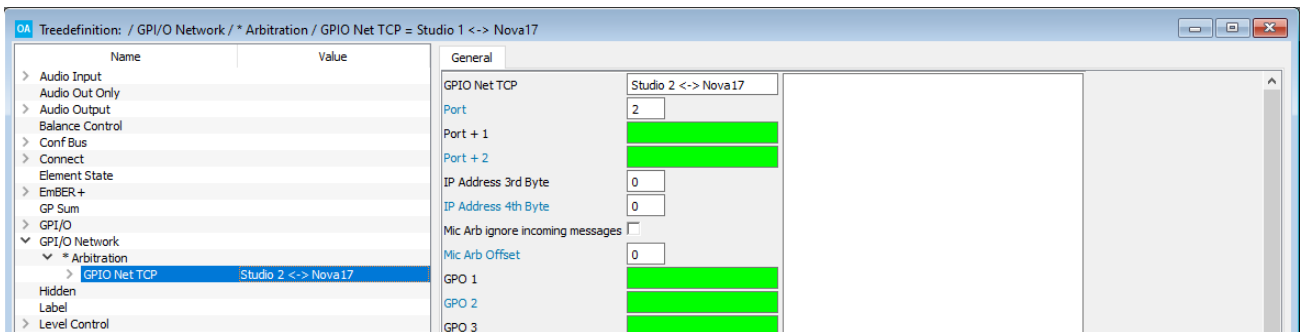 OA Treedefinition: / GPI/O Network / * Arbitration / GPIO Net TCP = Studio 1 <-> Nova17
Name Value
Audio Input
Audio Out Only
Audio Output
Balance Control
Conf Bus
Connect
Element State
EmBER+
GP Sum
GPI/O
GPI/O Network
* Arbitration
GPIO Net TCP Studio 2 <-> Nova17
Hidden
Label
Level Control
General
GPIO Net TCP Studio 2 <-> Nova17
Port 2
Port + 1
Port + 2
IP Address 3rd Byte 0
IP Address 4th Byte 0
Mic Arb ignore incoming messages
Mic Arb Offset 0
GPO 1
GPO 2
GPO 3